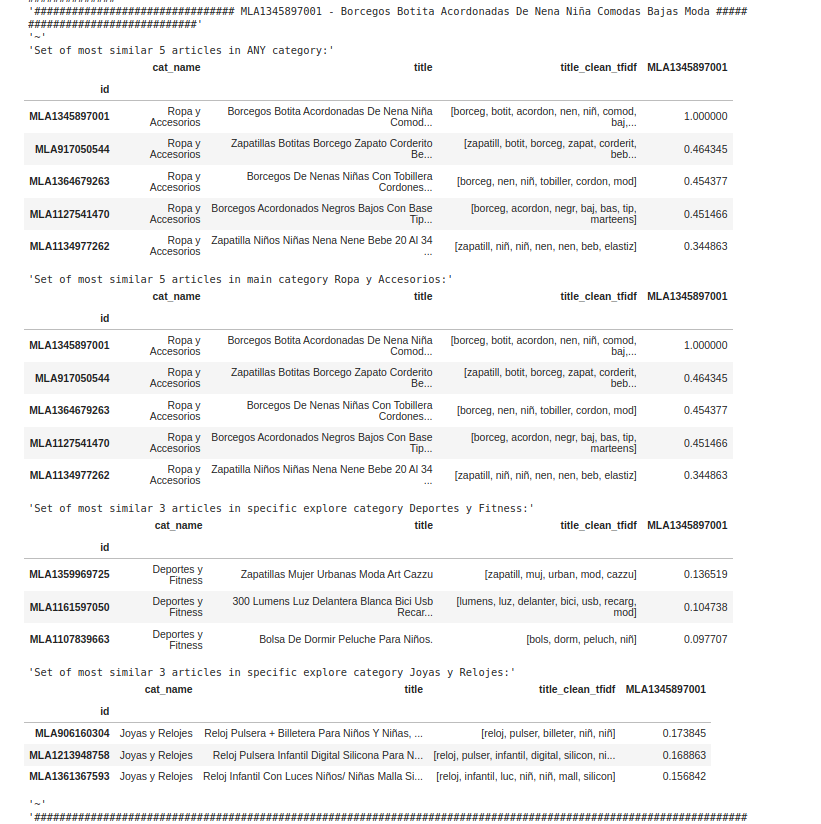 '################################ MLA1345897001 - Borcegos Botita Acordonadas De Nena Niña Comodas Bajas Moda #####
###########################'
'~'
'Set of most similar 5 articles in ANY category:'
cat_name title title_clean_tfidf MLA1345897001
id
MLA1345897001 Ropa y Accesorios Borcegos Botita Acordonadas De Nena Niña Comod... [borceg, botit, acordon, nen, niñ, comod, baj,... 1.000000
MLA917050544 Ropa y Accesorios Zapatillas Botitas Borcego Zapato Corderito Be... [zapatill, botit, borceg, zapat, corderit, beb... 0.464345
MLA1364679263 Ropa y Accesorios Borcegos De Nenas Niñas Con Tobillera Cordones... [borceg, nen, niñ, tobiller, cordon, mod] 0.454377
MLA1127541470 Ropa y Accesorios Borcegos Acordonados Negros Bajos Con Base Tip... [borceg, acordon, negr, baj, bas, tip, marteens] 0.451466
MLA1134977262 Ropa y Accesorios Zapatilla Niños Niñas Nena Nene Bebe 20 Al 34 ... [zapatill, niñ, niñ, nen, nen, beb, elastiz] 0.344863
'Set of most similar 5 articles in main category Ropa y Accesorios:'
cat_name title title_clean_tfidf MLA1345897001
id
MLA1345897001 Ropa y Accesorios Borcegos Botita Acordonadas De Nena Niña Comod... [borceg, botit, acordon, nen, niñ, comod, baj,... 1.000000
MLA917050544 Ropa y Accesorios Zapatillas Botitas Borcego Zapato Corderito Be... [zapatill, botit, borceg, zapat, corderit, beb... 0.464345
MLA1364679263 Ropa y Accesorios Borcegos De Nenas Niñas Con Tobillera Cordones... [borceg, nen, niñ, tobiller, cordon, mod] 0.454377
MLA1127541470 Ropa y Accesorios Borcegos Acordonados Negros Bajos Con Base Tip... [borceg, acordon, negr, baj, bas, tip, marteens] 0.451466
MLA1134977262 Ropa y Accesorios Zapatilla Niños Niñas Nena Nene Bebe 20 Al 34 ... [zapatill, niñ, niñ, nen, nen, beb, elastiz] 0.344863
'Set of most similar 3 articles in specific explore category Deportes y Fitness:'
cat_name title title_clean_tfidf MLA1345897001
id
MLA1359969725 Deportes y Fitness Zapatillas Mujer Urbanas Moda Art Cazzu [zapatill, muj, urban, mod, cazzu] 0.136519
MLA1161597050 Deportes y Fitness 300 Lumens Luz Delantera Blanca Bici Usb Recar... [lumens, luz, delanter, bici, usb, recarg, mod] 0.104738
MLA1107839663 Deportes y Fitness Bolsa De Dormir Peluche Para Niños. [bols, dorm, peluch, niñ] 0.097707
'Set of most similar 3 articles in specific explore category Joyas y Relojes:'
cat_name title title_clean_tfidf MLA1345897001
id
MLA906160304 Joyas y Relojes Reloj Pulsera + Billetera Para Niños Y Niñas, ... [reloj, pulser, billeter, niñ, niñ] 0.173845
MLA1213948758 Joyas y Relojes Reloj Pulsera Infantil Digital Silicona Para N... [reloj, pulser, infantil, digital, silicon, ni... 0.168863
MLA1361367593 Joyas y Relojes Reloj Infantil Con Luces Niños/ Niñas Malla Si... [reloj, infantil, luc, niñ, niñ, mall, silicon] 0.156842
'~'
'##################################################################################################################